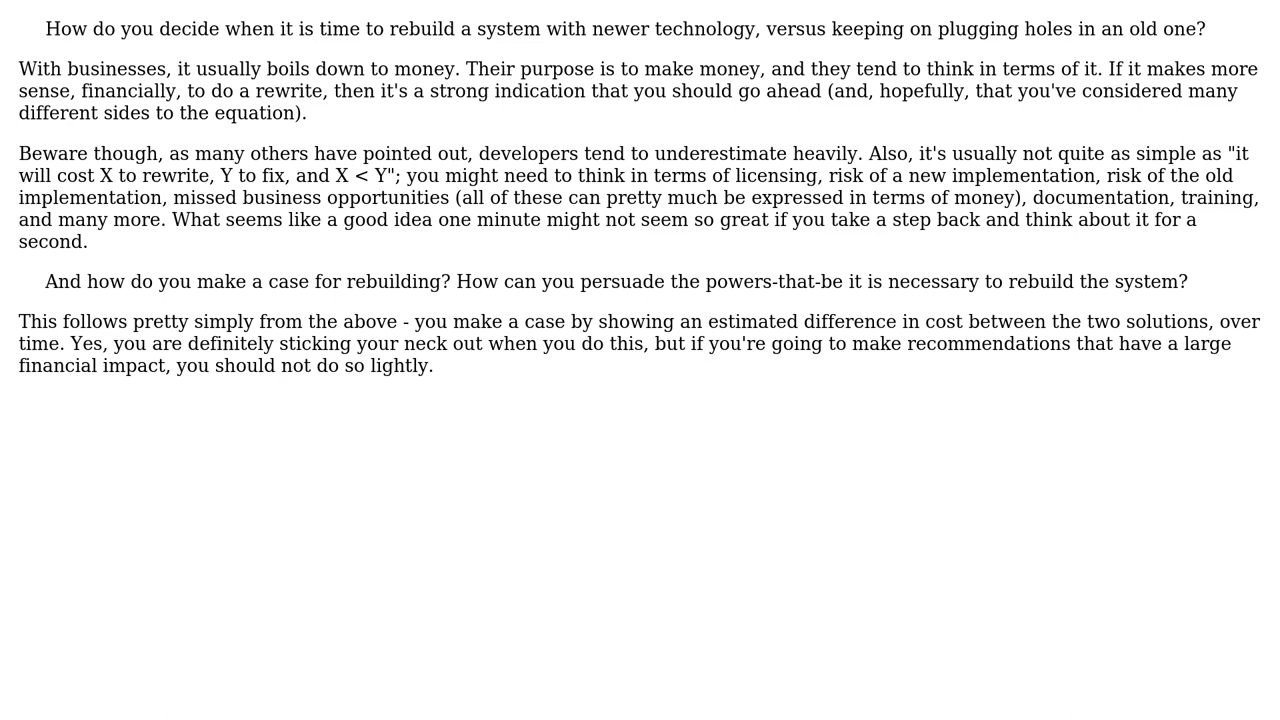 How do you decide when it is time to rebuild a system with newer technology, versus keeping on plugging holes in an old one?
With businesses, it usually boils down to money. Their purpose is to make money, and they tend to think in terms of it. If it makes more
sense, financially, to do a rewrite, then it's a strong indication that you should go ahead (and, hopefully, that you've considered many
different sides to the equation).
Beware though, as many others have pointed out, developers tend to underestimate heavily. Also, it's usually not quite as simple as "it
will cost X to rewrite, Y to fix, and X < Y"; you might need to think in terms of licensing, risk of a new implementation, risk of the old
implementation, missed business opportunities (all of these can pretty much be expressed in terms of money), documentation, training,
and many more. What seems like a good idea one minute might not seem so great if you take a step back and think about it for a
second.
And how do you make a case for rebuilding? How can you persuade the powers-that-be it is necessary to rebuild the system?
This follows pretty simply from the above - you make a case by showing an estimated difference in cost between the two solutions, over
time. Yes, you are definitely sticking your neck out when you do this, but if you're going to make recommendations that have a large
financial impact, you should not do so lightly.